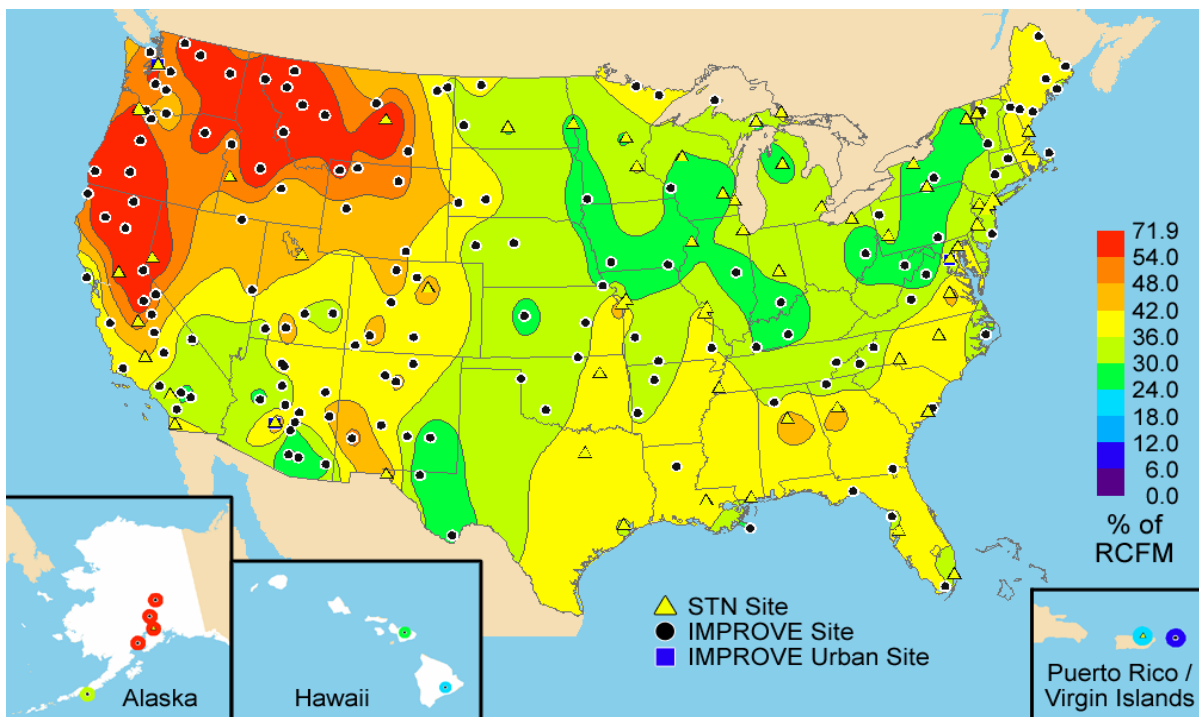 71.9
54.0
48.0
42.0
36.0
30.0
24.0
18.0
12.0
6.0
0.0
% of
RCFM
STN Site
IMPROVE Site
IMPROVE Urban Site
Alaska
Hawaii
Puerto Rico /
Virgin Islands